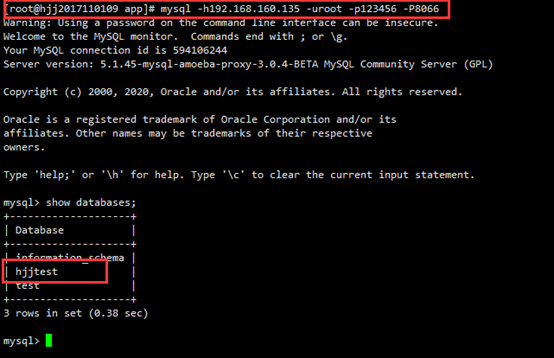 [root@hjj2017110109 app]# mysql -h192.168.160.135 -uroot -p123456 -P8066
Warning: Using a password on the command line interface can be insecure.
Welcome to the MySQL monitor.  Commands end with ; or \g.
Your MySQL connection id is 594106244
Server version: 5.1.45-mysql-amoeba-proxy-3.0.4-BETA MySQL Community Server (GPL)
Copyright (c) 2000, 2020, Oracle and/or its affiliates. All rights reserved.
Oracle is a registered trademark of Oracle Corporation and/or its
affiliates. Other names may be trademarks of their respective
owners.
Type 'help;' or '\h' for help. Type '\c' to clear the current input statement.
mysql> show databases;
+--------------------+
| Database           |
+--------------------+
| information_schema |
| hjjtest            |
| test               |
+--------------------+
3 rows in set (0.38 sec)
mysql>